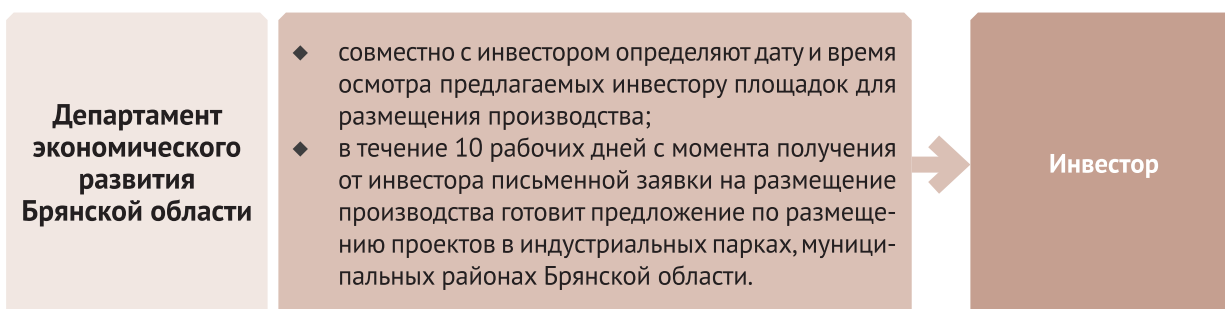 Департамент
экономического
развития
Брянской области
◆ совместно с инвестором определяют дату и время
осмотра предлагаемых инвестору площадок для
размещения производства;
◆ в течение 10 рабочих дней с момента получения
от инвестора письменной заявки на размещение
производства готовит предложение по размеще-
нию проектов в индустриальных парках, муници-
пальных районах Брянской области.
Инвестор